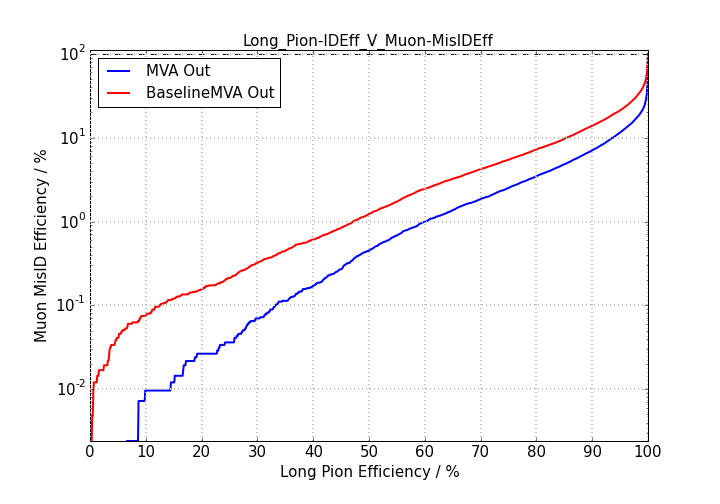 Long_Pion-IDEff_V_Muon-MisIDEff
10²
10¹
10⁰
10⁻¹
10⁻²
Muon MisID Efficiency / %
MVA Out
BaselineMVA Out
0 10 20 30 40 50 60 70 80 90 100
Long Pion Efficiency / %